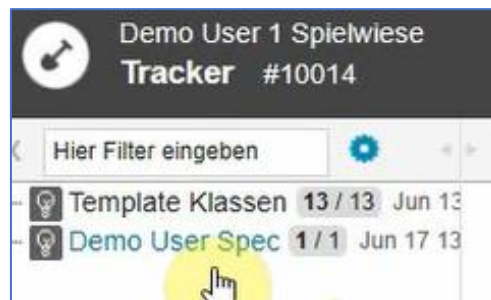 Demo User 1 Spielwiese
Tracker #10014
Hier Filter eingeben
Template Klassen 13 / 13 Jun 13
Demo User Spec 1 / 1 Jun 17 13